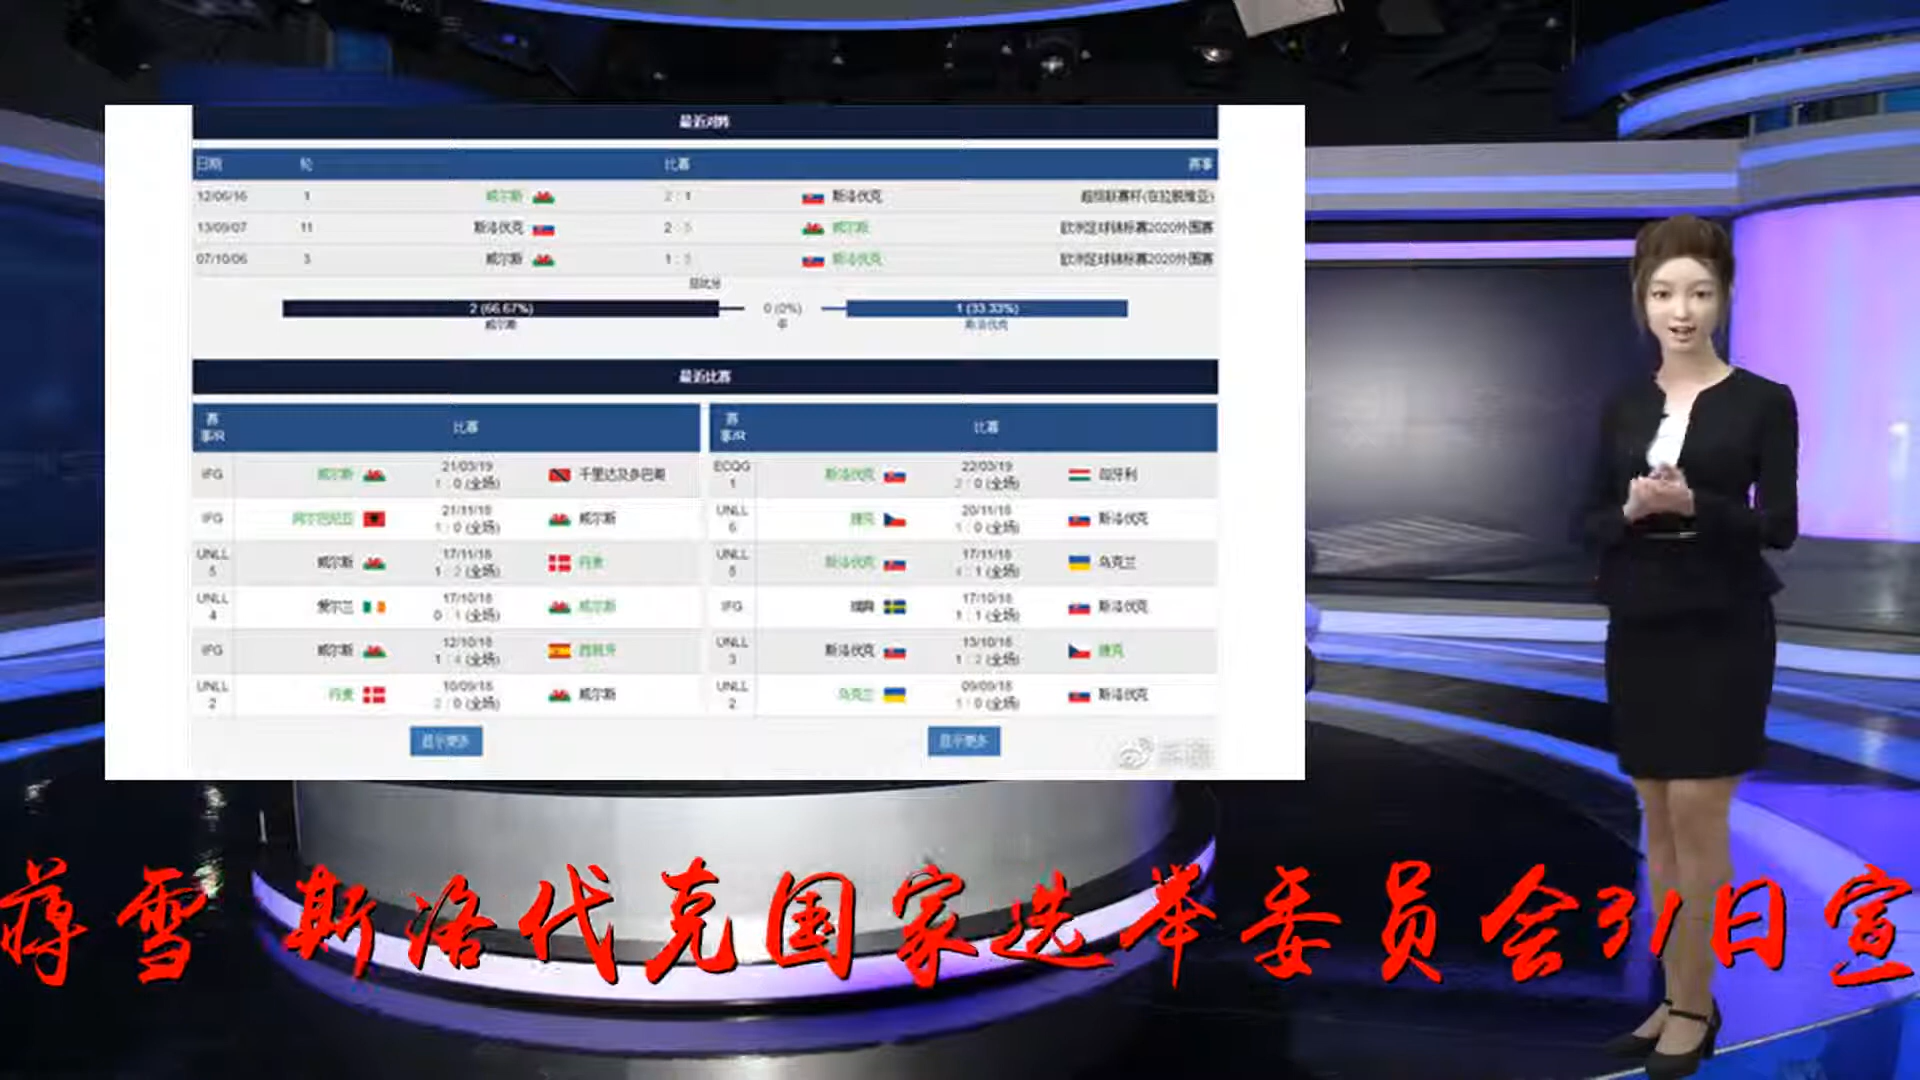 最近对阵
日期 轮 比赛 赛事
12/06/16 1 威尔斯 2 : 1 斯洛伐克
13/09/07 11 斯洛伐克 2 : 5 威尔斯 欧洲足球锦标赛2020外围赛
07/10/06 3 威尔斯 1 : 5 斯洛伐克 欧洲足球锦标赛2020外围赛
总比分
2 (66.67%) 0 (0%) 1 (33.33%)
威尔斯 斯洛伐克
最近比赛
赛事/R 比赛 赛事/R 比赛
IFG 威尔斯 21/03/19 1 : 0 (全场) 千里达及多巴哥
ECQG 1 斯洛伐克 22/03/19 2 : 0 (全场) 匈牙利
IFG 阿尔巴尼亚 21/11/18 1 : 0 (全场) 威尔斯
UNLL 6 捷克 20/11/18 1 : 0 (全场) 斯洛伐克
UNLL 5 威尔斯 17/11/18 1 : 2 (全场) 丹麦
UNLL 5 斯洛伐克 17/11/18 4 : 1 (全场) 乌克兰
UNLL 4 爱尔兰 17/10/18 0 : 1 (全场) 威尔斯
IFG 瑞典 17/10/18 1 : 1 (全场) 斯洛伐克
IFG 威尔斯 12/10/18 1 : 4 (全场) 西班牙
UNLL 3 斯洛伐克 13/10/18 1 : 2 (全场) 捷克
UNLL 2 丹麦 10/09/18 2 : 0 (全场) 威尔斯
UNLL 2 乌克兰 09/09/18 1 : 0 (全场) 斯洛伐克
显示更多 显示更多
蒋雪 斯洛代克国家选举委员会31日宣